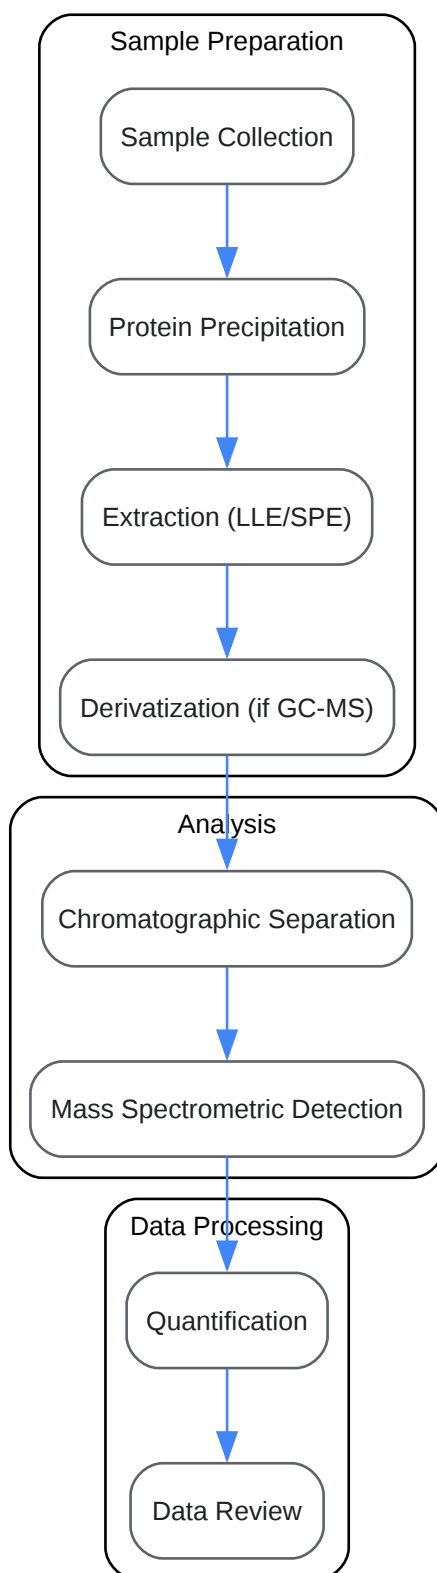 Sample Preparation
Sample Collection
Protein Precipitation
Extraction (LLE/SPE)
Derivatization (if GC-MS)
Analysis
Chromatographic Separation
Mass Spectrometric Detection
Data Processing
Quantification
Data Review